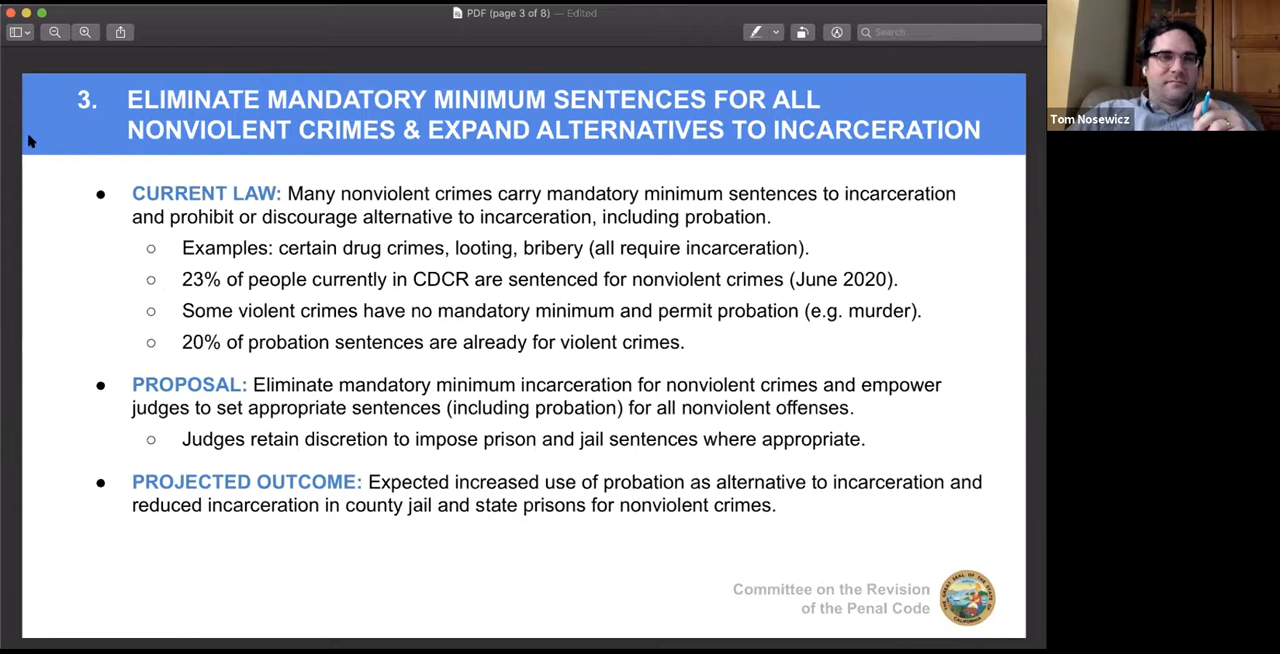 PDF (page 3 of 8) — Edited
Search
3. ELIMINATE MANDATORY MINIMUM SENTENCES FOR ALL
NONVIOLENT CRIMES & EXPAND ALTERNATIVES TO INCARCERATION
Tom Nosewicz
● CURRENT LAW: Many nonviolent crimes carry mandatory minimum sentences to incarceration
and prohibit or discourage alternative to incarceration, including probation.
○ Examples: certain drug crimes, looting, bribery (all require incarceration).
○ 23% of people currently in CDCR are sentenced for nonviolent crimes (June 2020).
○ Some violent crimes have no mandatory minimum and permit probation (e.g. murder).
○ 20% of probation sentences are already for violent crimes.
● PROPOSAL: Eliminate mandatory minimum incarceration for nonviolent crimes and empower
judges to set appropriate sentences (including probation) for all nonviolent offenses.
○ Judges retain discretion to impose prison and jail sentences where appropriate.
● PROJECTED OUTCOME: Expected increased use of probation as alternative to incarceration and
reduced incarceration in county jail and state prisons for nonviolent crimes.
Committee on the Revision
of the Penal Code